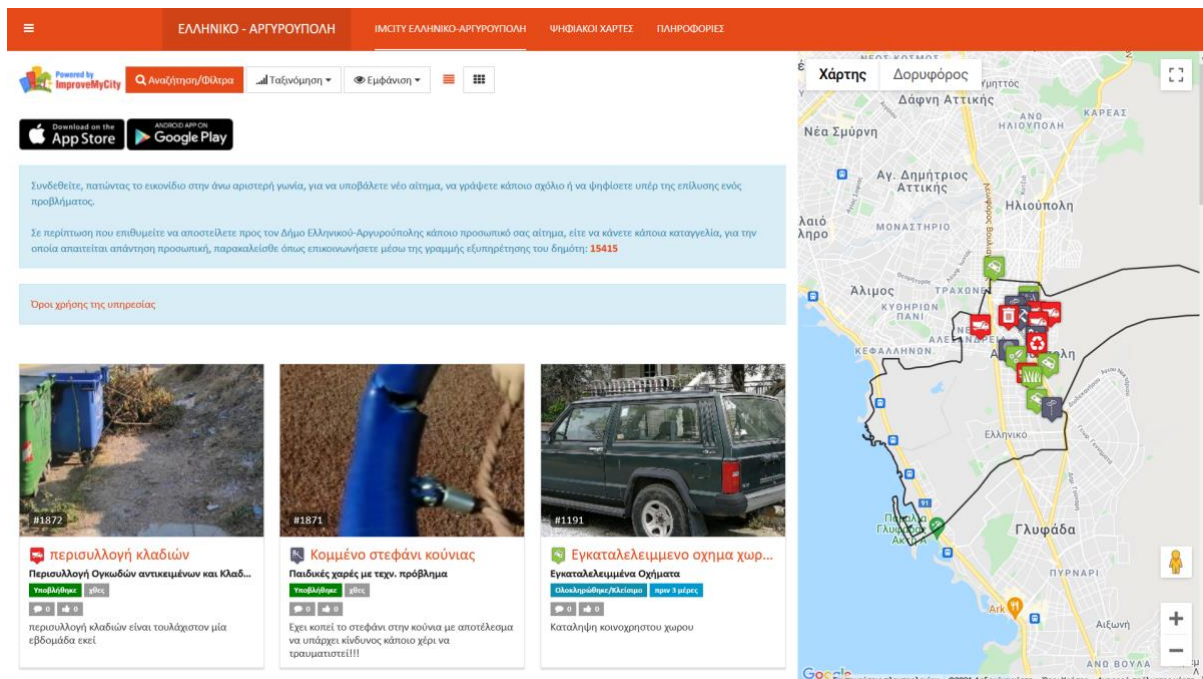 ΕΛΛΗΝΙΚΟ - ΑΡΓΥΡΟΥΠΟΛΗ
IMCITY ΕΛΛΗΝΙΚΟ-ΑΡΓΥΡΟΥΠΟΛΗ
ΨΗΦΙΑΚΟΙ ΧΑΡΤΕΣ
ΠΛΗΡΟΦΟΡΙΕΣ
Powered by
ImproveMyCity
Αναζήτηση/Φίλτρα
Ταξινόμηση
Εμφάνιση
Download on the
App Store
ANDROID APP ON
Google Play
Συνδεθείτε, πατώντας το εικονίδιο στην άνω αριστερή γωνία, για να υποβάλετε νέο αίτημα, να γράψετε κάποιο σχόλιο ή να ψηφίσετε υπέρ της επίλυσης ενός
προβλήματος.
Σε περίπτωση που επιθυμείτε να αποστείλετε προς τον Δήμο Ελληνικού-Αργυρούπολης κάποιο προσωπικό σας αίτημα, είτε να κάνετε κάποια καταγγελία, για την
οποία απαιτείται απάντηση προσωπική, παρακαλείσθε όπως επικοινωνήσετε μέσω της γραμμής εξυπηρέτησης του δημότη: 15415
Όροι χρήσης της υπηρεσίας
#1872
περισυλλογή κλαδιών
Περισυλλογή Ογκωδών αντικειμένων και Κλαδ...
Υποβλήθηκε χθες
0 0
περισυλλογή κλαδιών είναι τουλάχιστον μία
εβδομάδα εκεί
#1871
Κομμένο στεφάνι κούνιας
Παιδικές χαρές με τεχν. πρόβλημα
Υποβλήθηκε χθες
0 0
Εχει κοπεί το στεφάνι στην κούνια με αποτέλεσμα
να υπάρχει κίνδυνος κάποιο χέρι να
τραυματιστεί!!!
#1191
Εγκαταλελειμμενο οχημα χωρ...
Εγκαταλελειμμένα Οχήματα
Ολοκληρώθηκε/Κλείσιμο πριν 3 μέρες
0 0
Καταληψη κοινοχρηστου χωρου
Χάρτης
Δορυφόρος
Υμηττός
Δάφνη Αττικής
ΑΝΩ
ΗΛΙΟΥΠΟΛΗ
ΚΑΡΕΑΣ
Νέα Σμύρνη
Αγ. Δημήτριος
Αττικής
Ηλιούπολη
ΜΟΝΑΣΤΗΡΙΟ
Άλιμος
ΤΡΑΧΩΝΕΣ
ΚΥΘΗΡΙΩΝ
ΠΑΝΙ
ΚΕΦΑΛΛΗΝΩΝ
Ελληνικό
91
Γλυφάδα
ΠΥΡΝΑΡΙ
Ark
Αιξωνή
ΑΝΩ ΒΟΥΛΑ
Google